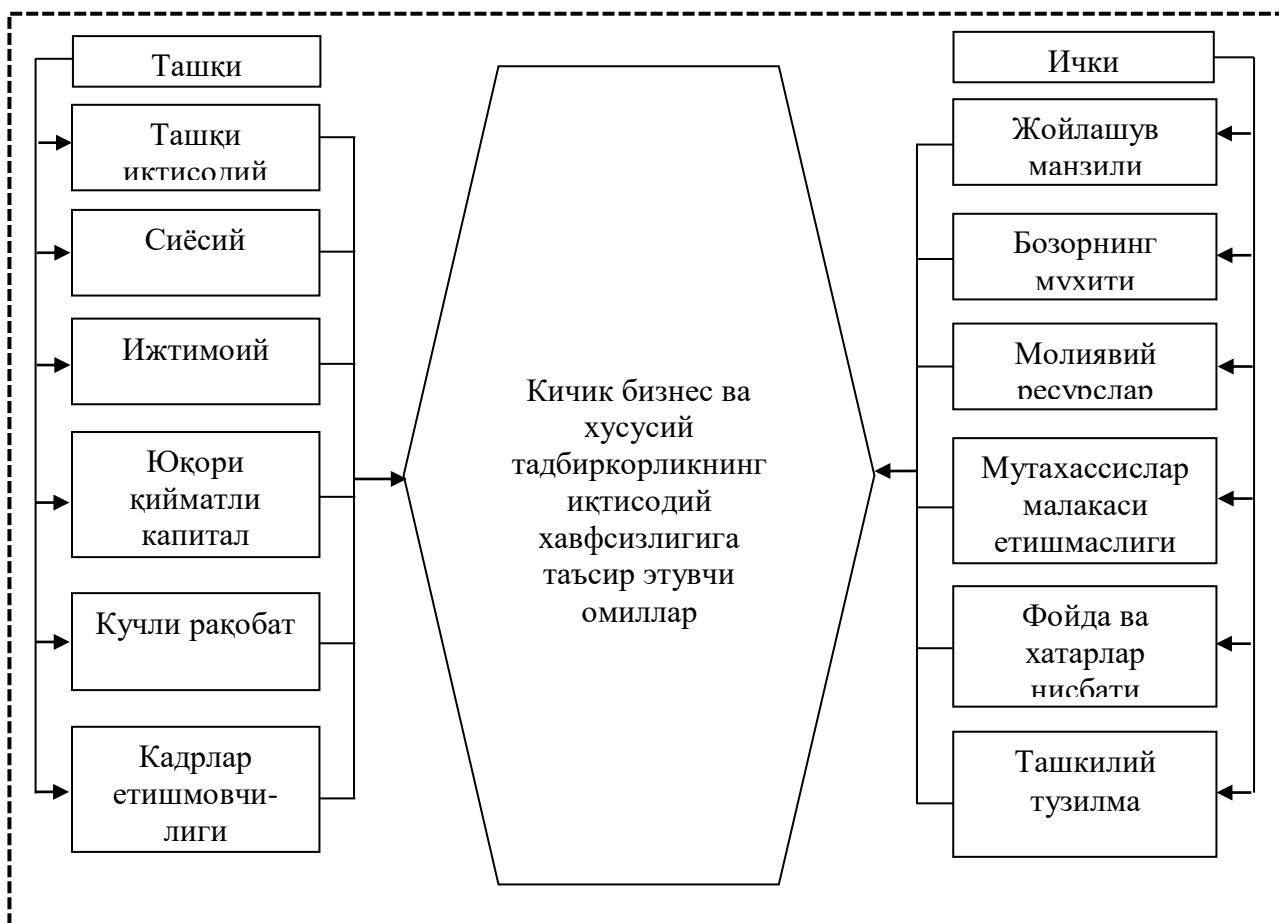 Ташқи
Ташқи
иқтисодий
Сиёсий
Ижтимоий
Юқори
қийматли
капитал
Кучли рақобат
Кадрлар
етишмовчи-
лиги
Кичик бизнес ва
хусусий
тадбиркорликнинг
иқтисодий
хавфсизлигига
таъсир этувчи
омиллар
Ички
Жойлашув
манзили
Бозорнинг
муҳити
Молиявий
ресурслар
Мутахассислар
малакаси
етишмаслиги
Фойда ва
хатарлар
нисбати
Ташкилий
тузилма